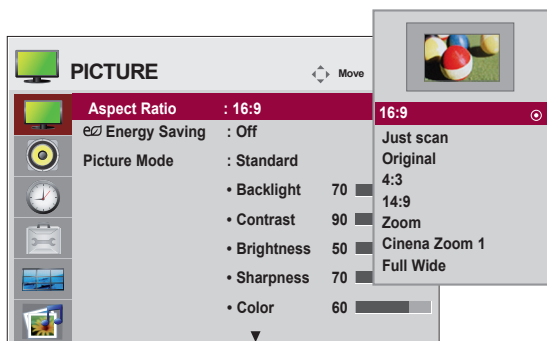 PICTURE
Move
Aspect Ratio : 16:9
Energy Saving : Off
Picture Mode : Standard
• Backlight 70
• Contrast 90
• Brightness 50
• Sharpness 70
• Color 60
16:9
Just scan
Original
4:3
14:9
Zoom
Cinena Zoom 1
Full Wide